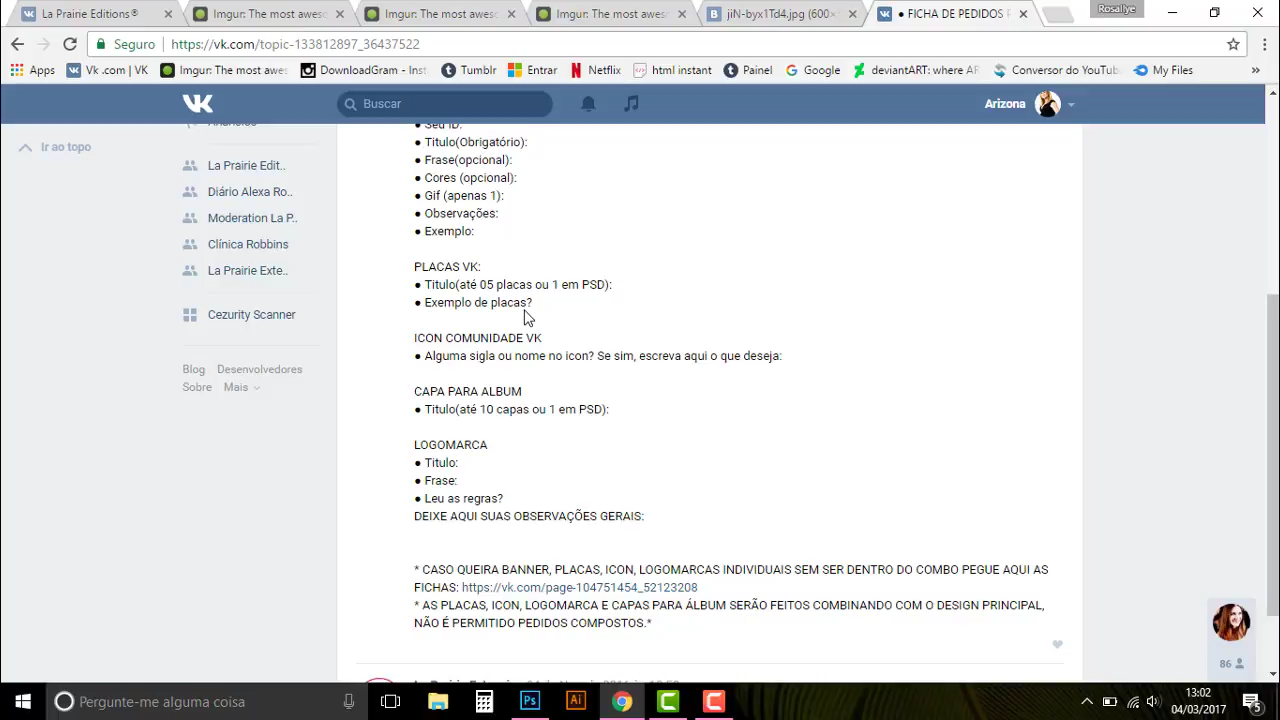 La Prairie Editions®
Imgur: The most awes
Imgur: The most awes
Imgur: The most awes
jiN-byx1Td4.jpg (600×
● FICHA DE PEDIDOS P
Rosallye
Seguro
https://vk.com/topic-133812897_36437522
Apps
Vk .com | VK
Imgur: The most awe
DownloadGram - Inst
Tumblr
Entrar
Netflix
html instant
Painel
Google
deviantART: where AR
Conversor do YouTub
My Files
Buscar
Arizona
Anúncios
Ir ao topo
La Prairie Edit..
Diário Alexa Ro..
Moderation La P..
Clínica Robbins
La Prairie Exte..
Cezurity Scanner
Blog Desenvolvedores
Sobre Mais
● Seu ID:
● Titulo(Obrigatório):
● Frase(opcional):
● Cores (opcional):
● Gif (apenas 1):
● Observações:
● Exemplo:
PLACAS VK:
● Titulo(até 05 placas ou 1 em PSD):
● Exemplo de placas?
ICON COMUNIDADE VK
● Alguma sigla ou nome no icon? Se sim, escreva aqui o que deseja:
CAPA PARA ALBUM
● Titulo(até 10 capas ou 1 em PSD):
LOGOMARCA
● Titulo:
● Frase:
● Leu as regras?
DEIXE AQUI SUAS OBSERVAÇÕES GERAIS:
* CASO QUEIRA BANNER, PLACAS, ICON, LOGOMARCAS INDIVIDUAIS SEM SER DENTRO DO COMBO PEGUE AQUI AS
FICHAS: https://vk.com/page-104751454_52123208
* AS PLACAS, ICON, LOGOMARCA E CAPAS PARA ÁLBUM SERÃO FEITOS COMBINANDO COM O DESIGN PRINCIPAL,
NÃO É PERMITIDO PEDIDOS COMPOSTOS.*
86
Pergunte-me alguma coisa
Ps
Ai
13:02
04/03/2017
5